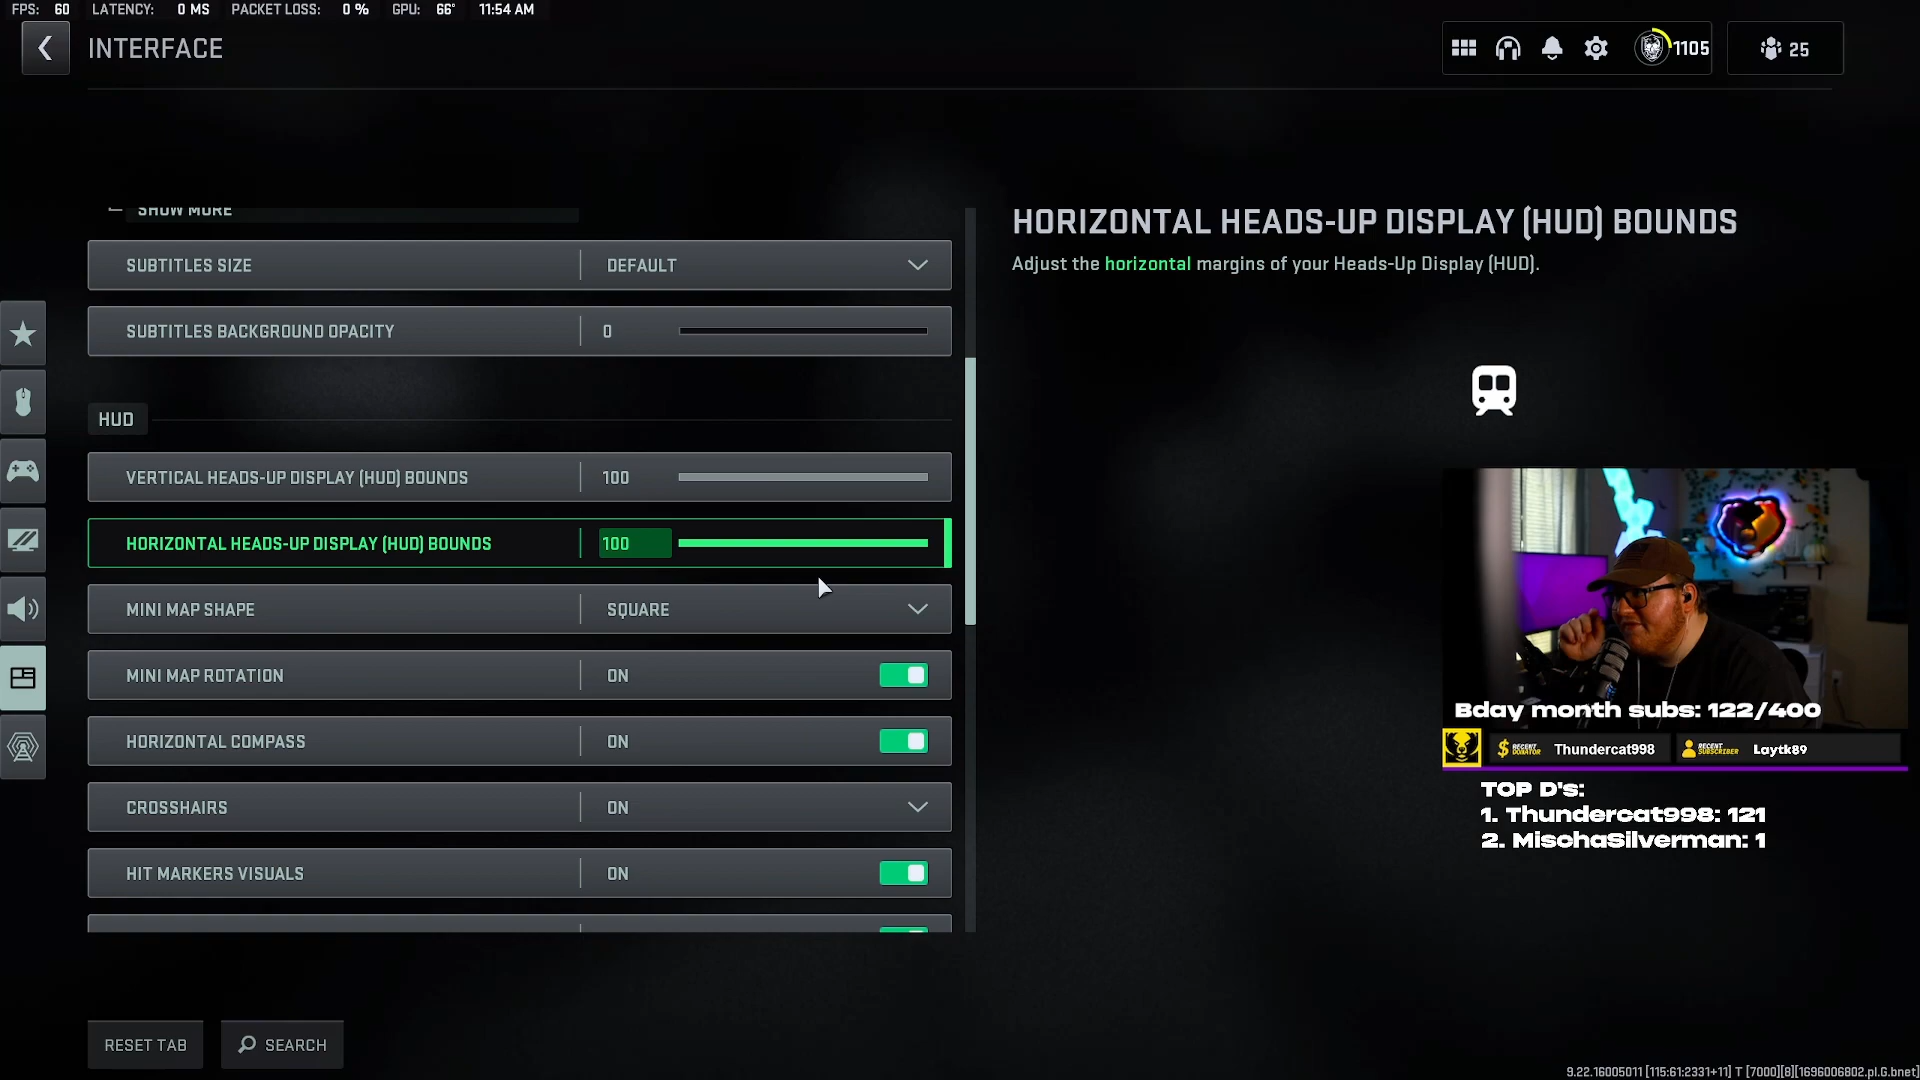 FPS: 60 LATENCY: 0 MS PACKET LOSS: 0 % GPU: 66° 11:54 AM
INTERFACE
1105
25
SHOW MORE
SUBTITLES SIZE DEFAULT
SUBTITLES BACKGROUND OPACITY 0
HUD
VERTICAL HEADS-UP DISPLAY (HUD) BOUNDS 100
HORIZONTAL HEADS-UP DISPLAY (HUD) BOUNDS 100
MINI MAP SHAPE SQUARE
MINI MAP ROTATION ON
HORIZONTAL COMPASS ON
CROSSHAIRS ON
HIT MARKERS VISUALS ON
RESET TAB SEARCH
HORIZONTAL HEADS-UP DISPLAY (HUD) BOUNDS
Adjust the horizontal margins of your Heads-Up Display (HUD).
Bday month subs: 122/400
RECENT DONATOR Thundercat998 RECENT SUBSCRIBER Laytk89
TOP D's:
1. Thundercat998: 121
2. MischaSilverman: 1
9.22.16005011 [115:61:2331+11] T [7000][8][1696006802.pl.G.bnet]